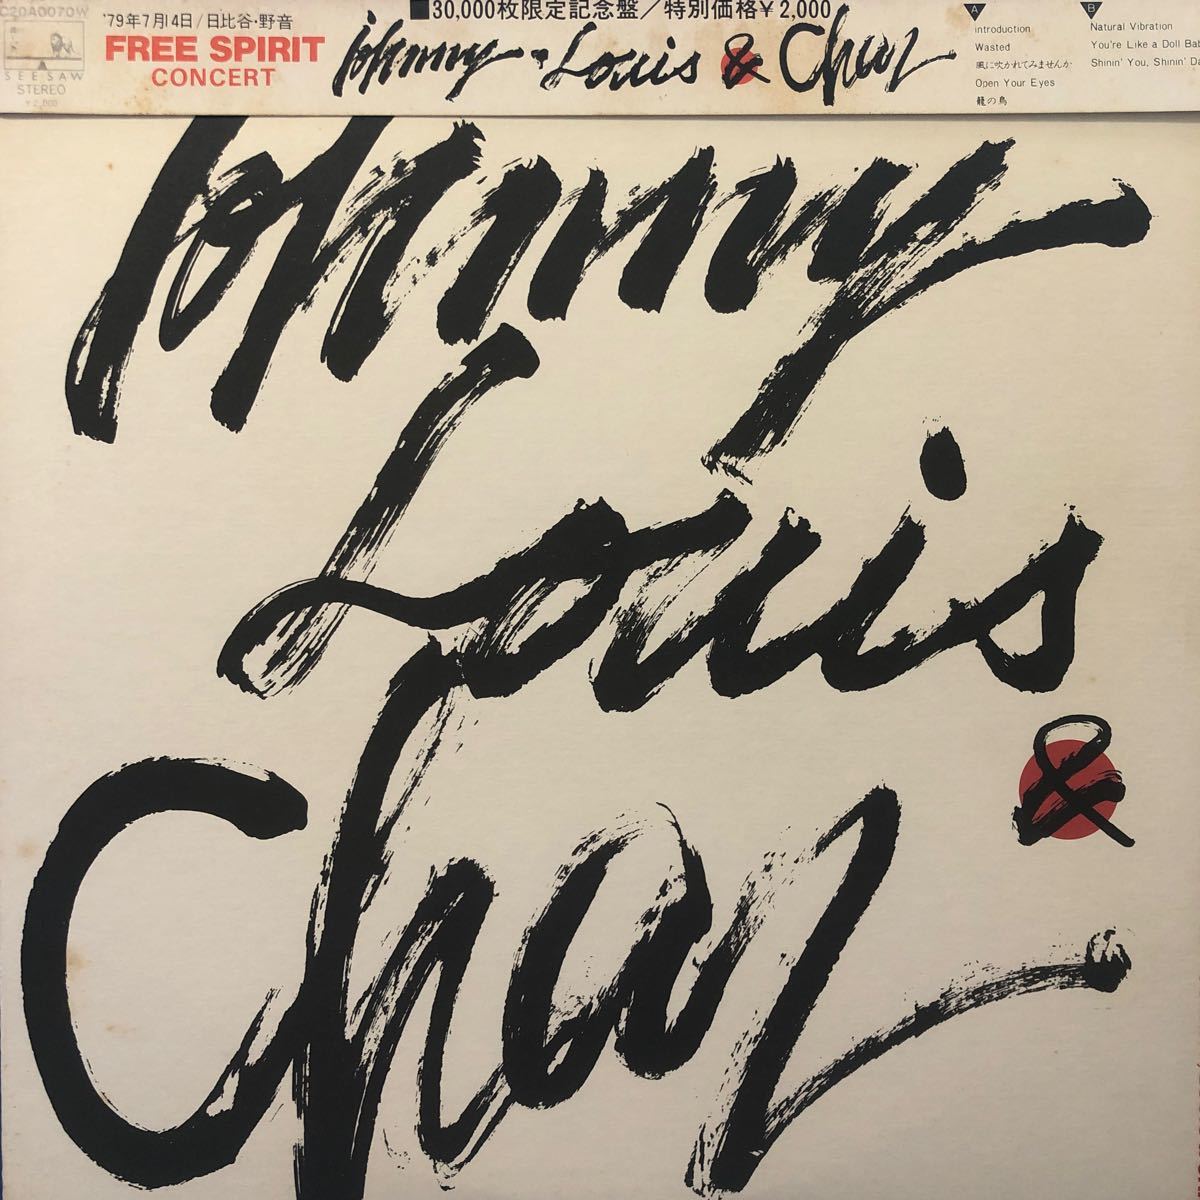 C20A0070W
SEESAW
STEREO
¥2,000
'79年7月14日/日比谷・野音
FREE SPIRIT
CONCERT
■30,000枚限定記念盤／特別価格¥2,000
Johnny, Louis & Char
A
introduction
Wasted
風に吹かれてみませんか
Open Your Eyes
籠の鳥
B
Natural Vibration
You're Like a Doll Bab
Shinin' You, Shinin' Da
Johnny
Louis
&
Char